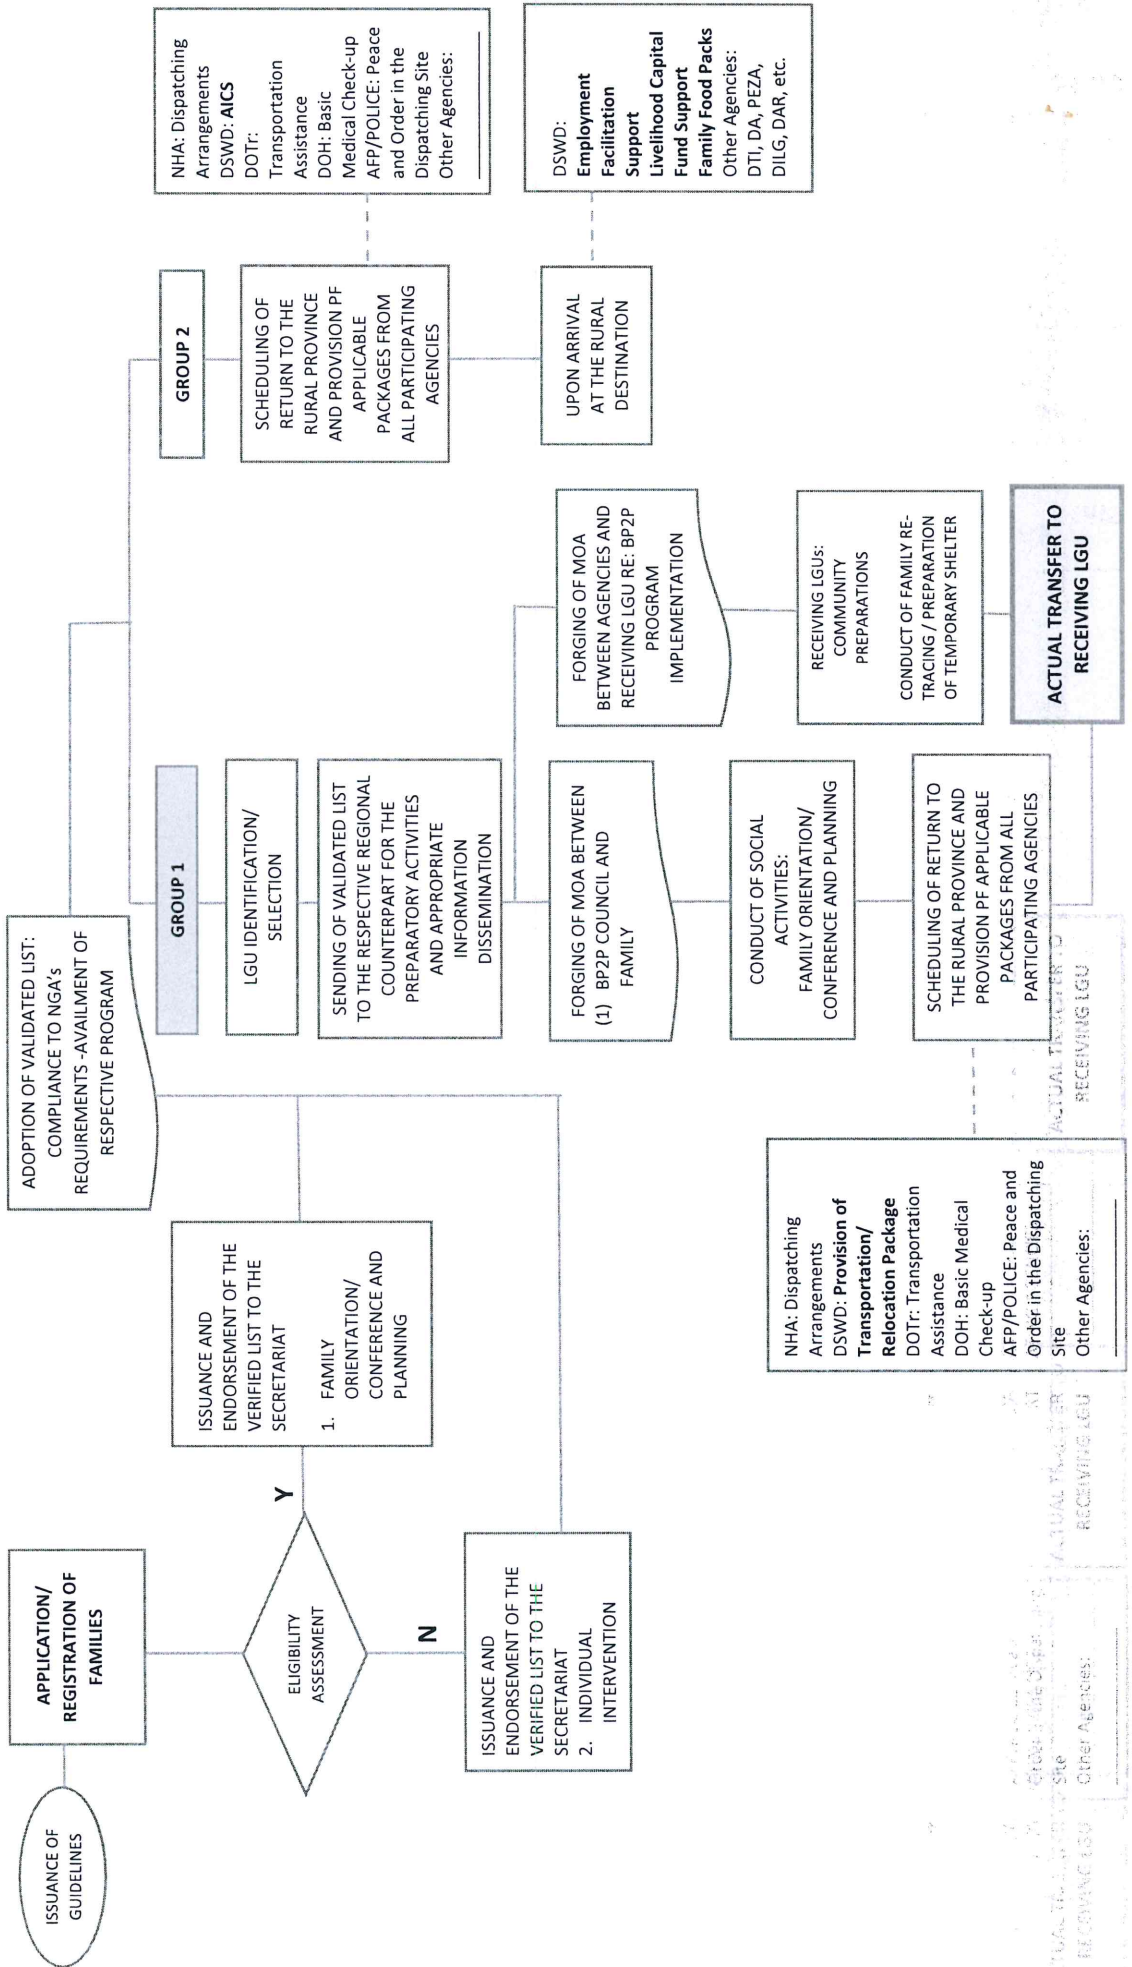 ISSUANCE OF
GUIDELINES
APPLICATION/
REGISTRATION OF
FAMILIES
ELIGIBILITY
ASSESSMENT
Y
N
ISSUANCE AND
ENDORSEMENT OF THE
VERIFIED LIST TO THE
SECRETARIAT
1. FAMILY
ORIENTATION/
CONFERENCE AND
PLANNING
ISSUANCE AND
ENDORSEMENT OF THE
VERIFIED LIST TO THE
SECRETARIAT
2. INDIVIDUAL
INTERVENTION
ADOPTION OF VALIDATED LIST:
COMPLIANCE TO NGA's
REQUIREMENTS -AVAILMENT OF
RESPECTIVE PROGRAM
GROUP 1
LGU IDENTIFICATION/
SELECTION
SENDING OF VALIDATED LIST
TO THE RESPECTIVE REGIONAL
COUNTERPART FOR THE
PREPARATORY ACTIVITIES
AND APPROPRIATE
INFORMATION
DISSEMINATION
FORGING OF MOA BETWEEN
(1) BP2P COUNCIL AND
FAMILY
CONDUCT OF SOCIAL
ACTIVITIES:
FAMILY ORIENTATION/
CONFERENCE AND PLANNING
SCHEDULING OF RETURN TO
THE RURAL PROVINCE AND
PROVISION PF APPLICABLE
PACKAGES FROM ALL
PARTICIPATING AGENCIES
NHA: Dispatching
Arrangements
DSWD: Provision of
Transportation/
Relocation Package
DOTr: Transportation
Assistance
DOH: Basic Medical
Check-up
AFP/POLICE: Peace and
Order in the Dispatching
Site
Other Agencies:
FORGING OF MOA
BETWEEN AGENCIES AND
RECEIVING LGU RE: BP2P
PROGRAM
IMPLEMENTATION
RECEIVING LGUs:
COMMUNITY
PREPARATIONS
CONDUCT OF FAMILY RE-
TRACING / PREPARATION
OF TEMPORARY SHELTER
ACTUAL TRANSFER TO
RECEIVING LGU
GROUP 2
SCHEDULING OF
RETURN TO THE
RURAL PROVINCE
AND PROVISION PF
APPLICABLE
PACKAGES FROM
ALL PARTICIPATING
AGENCIES
NHA: Dispatching
Arrangements
DSWD: AICS
DOTr:
Transportation
Assistance
DOH: Basic
Medical Check-up
AFP/POLICE: Peace
and Order in the
Dispatching Site
Other Agencies:
UPON ARRIVAL
AT THE RURAL
DESTINATION
DSWD:
Employment
Facilitation
Support
Livelihood Capital
Fund Support
Family Food Packs
Other Agencies:
DTI, DA, PEZA,
DILG, DAR, etc.
RECEIVING LGU
RECEIVING LGU
Site
Other Agencies:
RECEIVING LGU